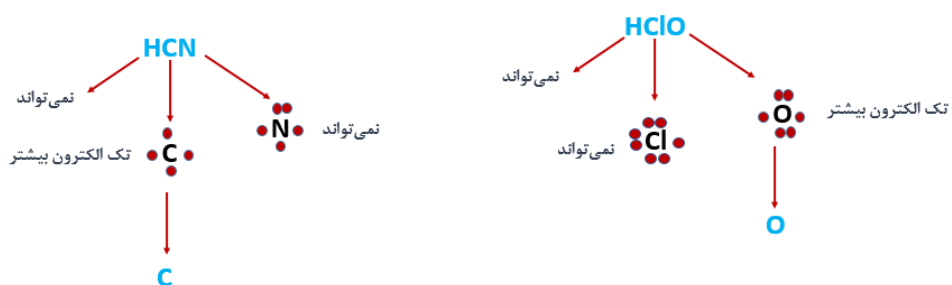 HCN
نمی‌تواند
C
تک الکترون بیشتر
N
نمی‌تواند
C
HClO
نمی‌تواند
Cl
نمی‌تواند
O
تک الکترون بیشتر
O